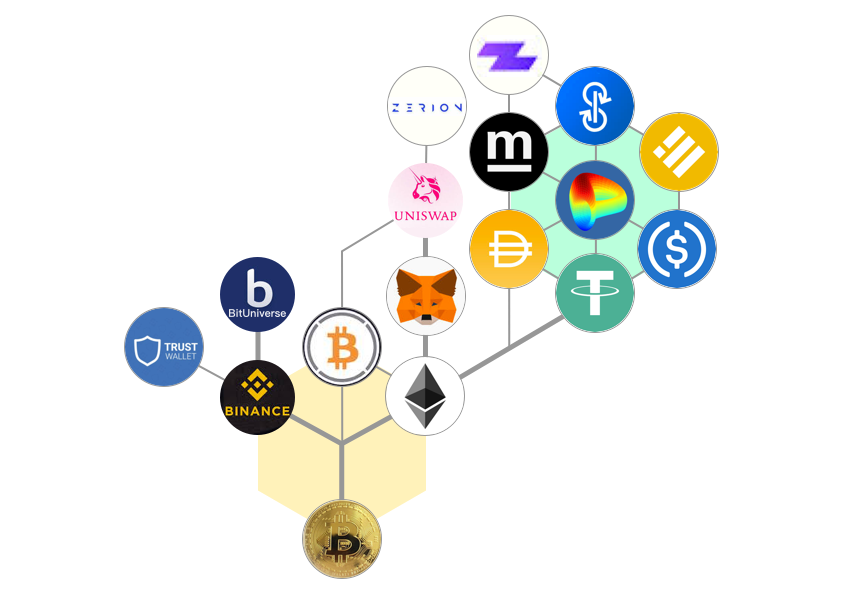 ZERION
m
UNISWAP
b
BitUniverse
TRUST
WALLET
BINANCE